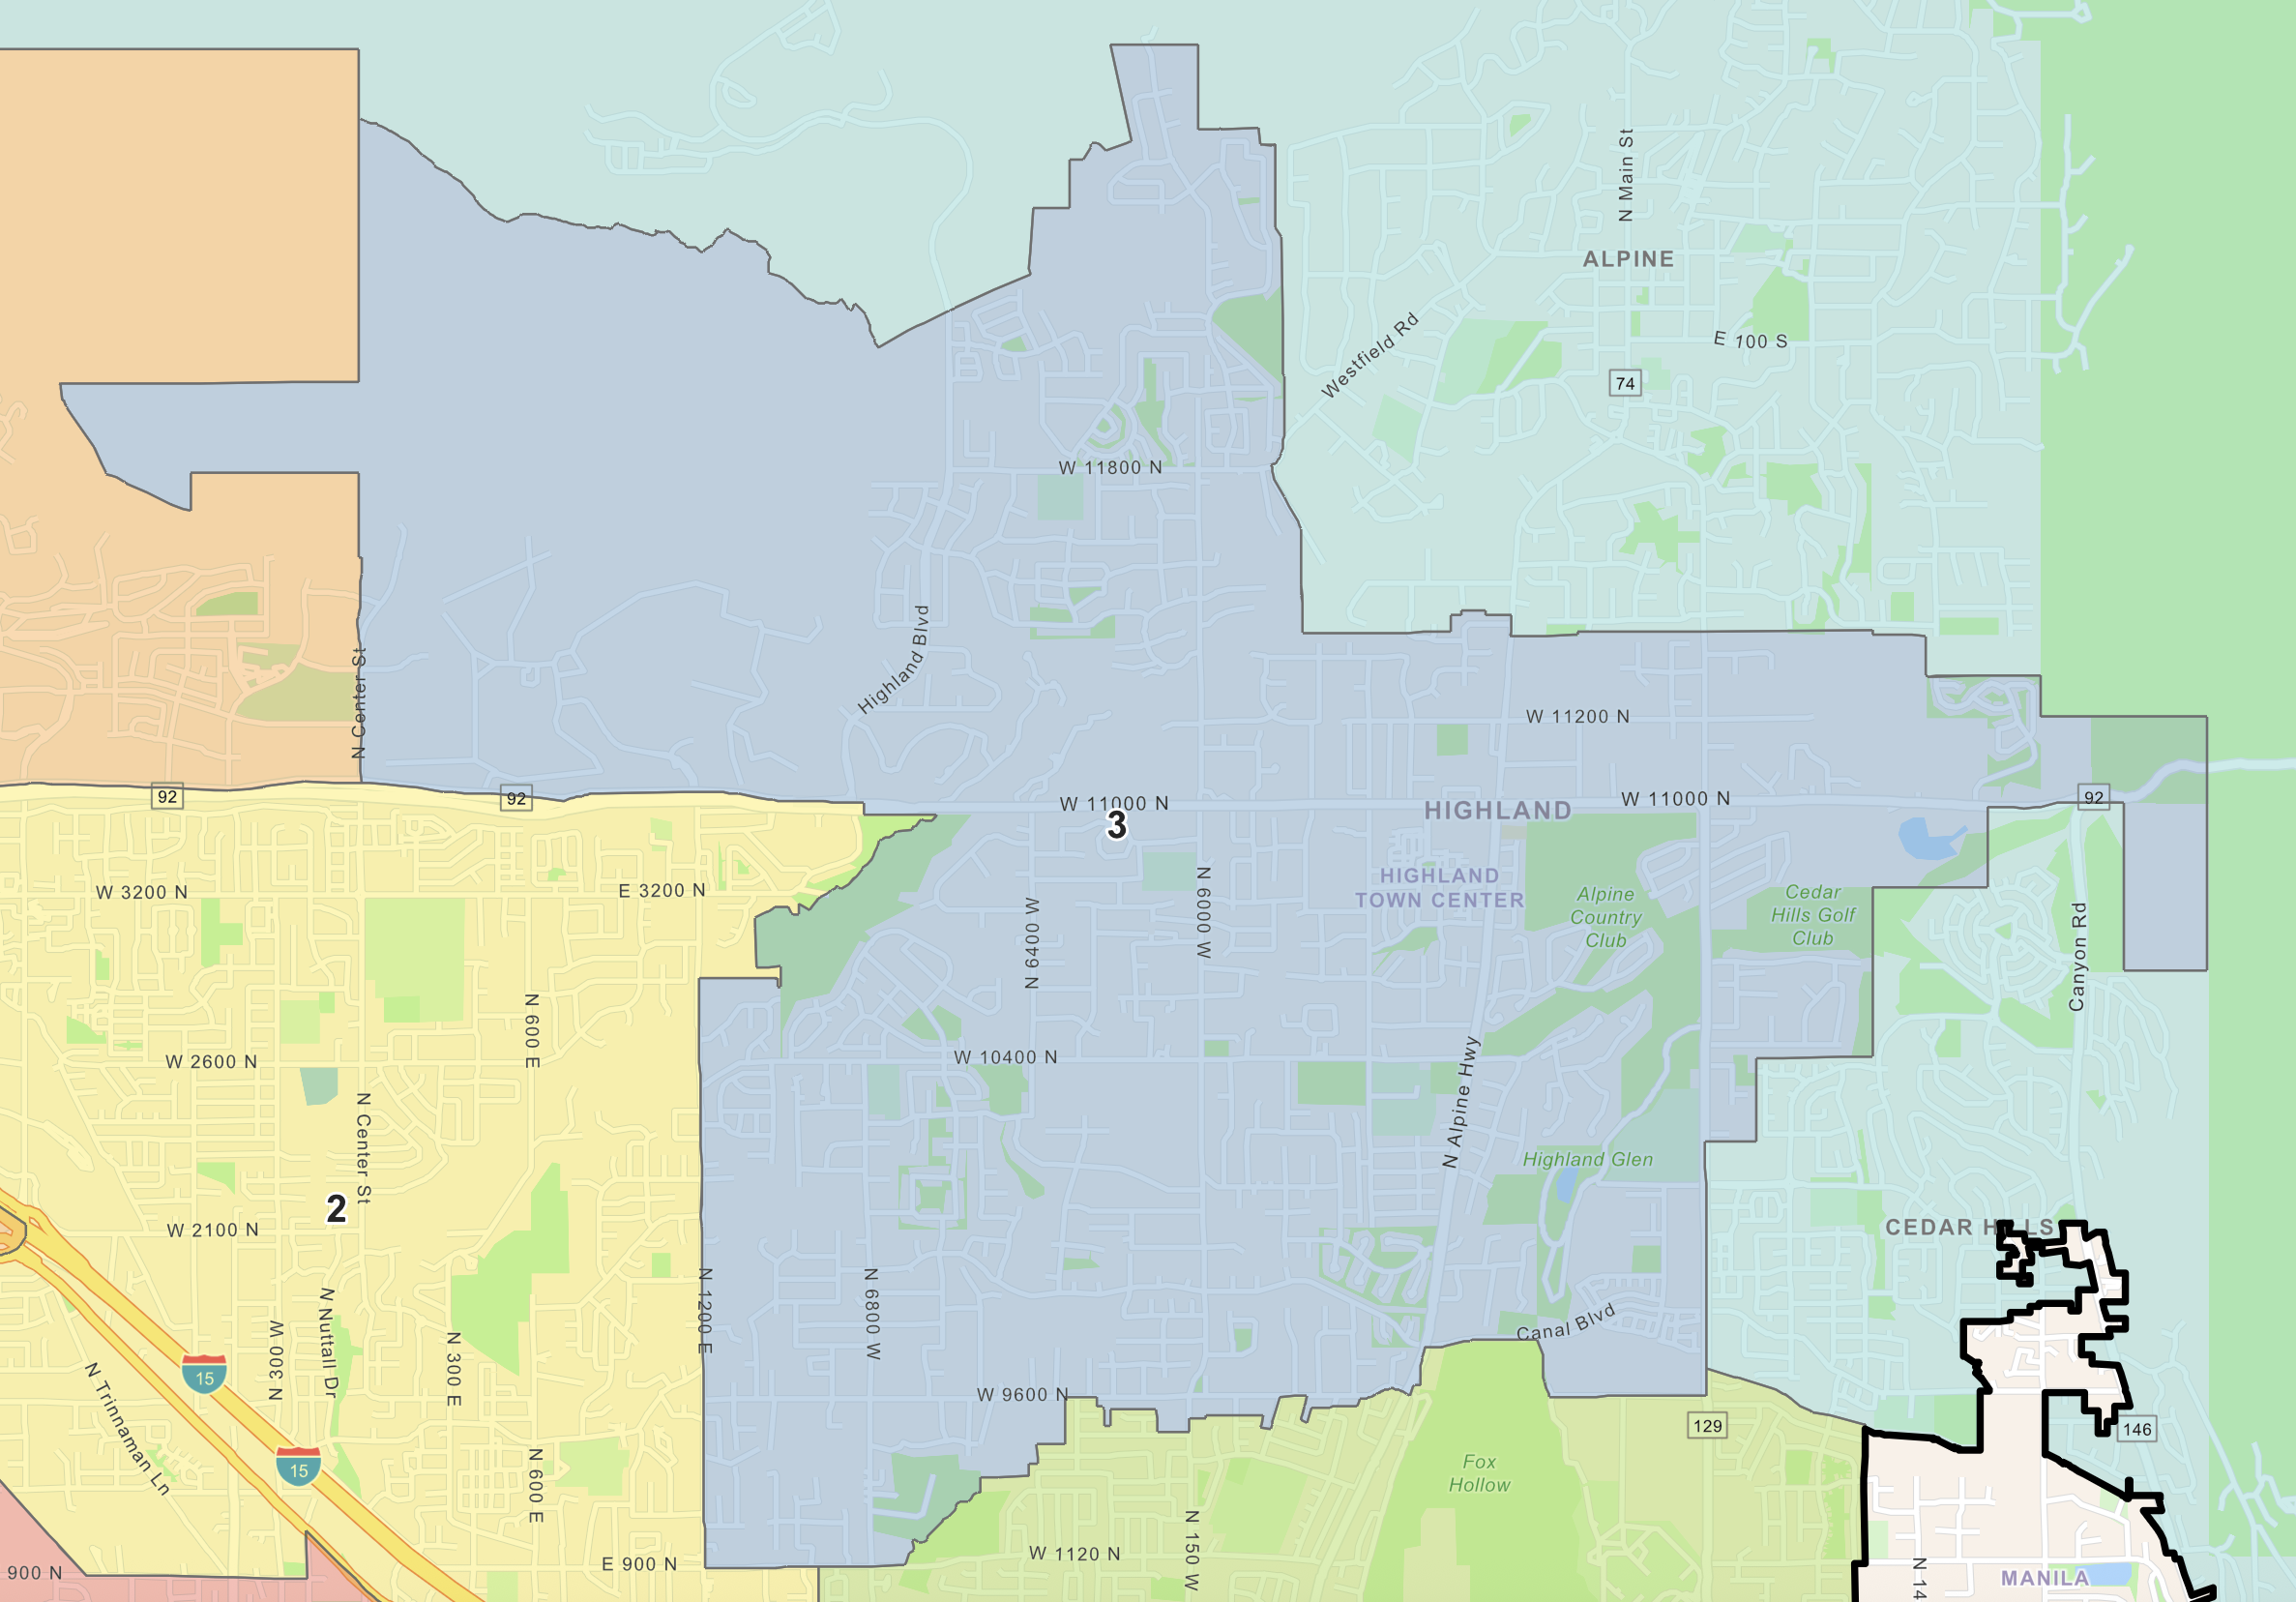 N Main St
ALPINE
Westfield Rd
E 100 S
74
W 11800 N
Highland Blvd
N Center St
W 11200 N
92
92
W 11000 N
3
HIGHLAND
W 11000 N
92
W 3200 N
E 3200 N
N 6400 W
N 6000 W
HIGHLAND
TOWN CENTER
Alpine
Country
Club
Cedar
Hills Golf
Club
Canyon Rd
N 600 E
W 2600 N
W 10400 N
N Alpine Hwy
N Center St
Highland Glen
2
W 2100 N
CEDAR HILLS
N 1200 E
N 6800 W
N Nuttall Dr
N 300 W
N 300 E
Canal Blvd
15
N Trinnaman Ln
W 9600 N
129
146
15
N 600 E
Fox
Hollow
N 150 W
W 1120 N
E 900 N
900 N
N 14
MANILA